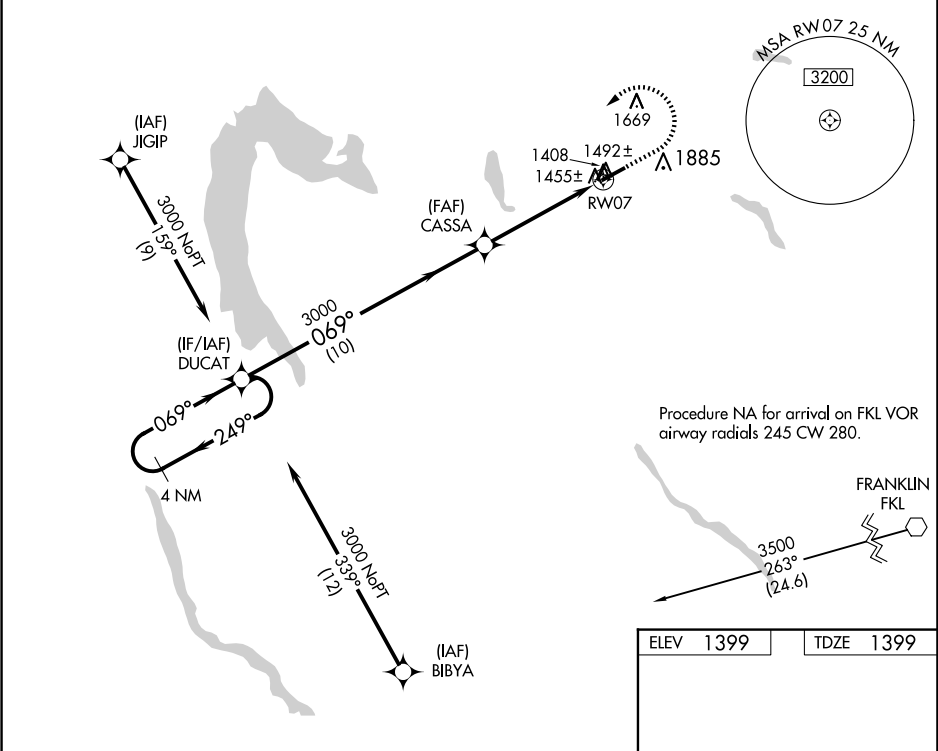 MSA RW07 25 NM
3200
(IAF)
JIGIP
1669
1408
1492±
1455±
1885
RW07
(FAF)
CASSA
3000 NoPT
159°
(9)
3000
069°
(10)
(IF/IAF)
DUCAT
069°
249°
4 NM
Procedure NA for arrival on FKL VOR
airway radials 245 CW 280.
FRANKLIN
FKL
3500
263°
(24.6)
3000 NoPT
339°
(12)
(IAF)
BIBYA
ELEV 1399
TDZE 1399